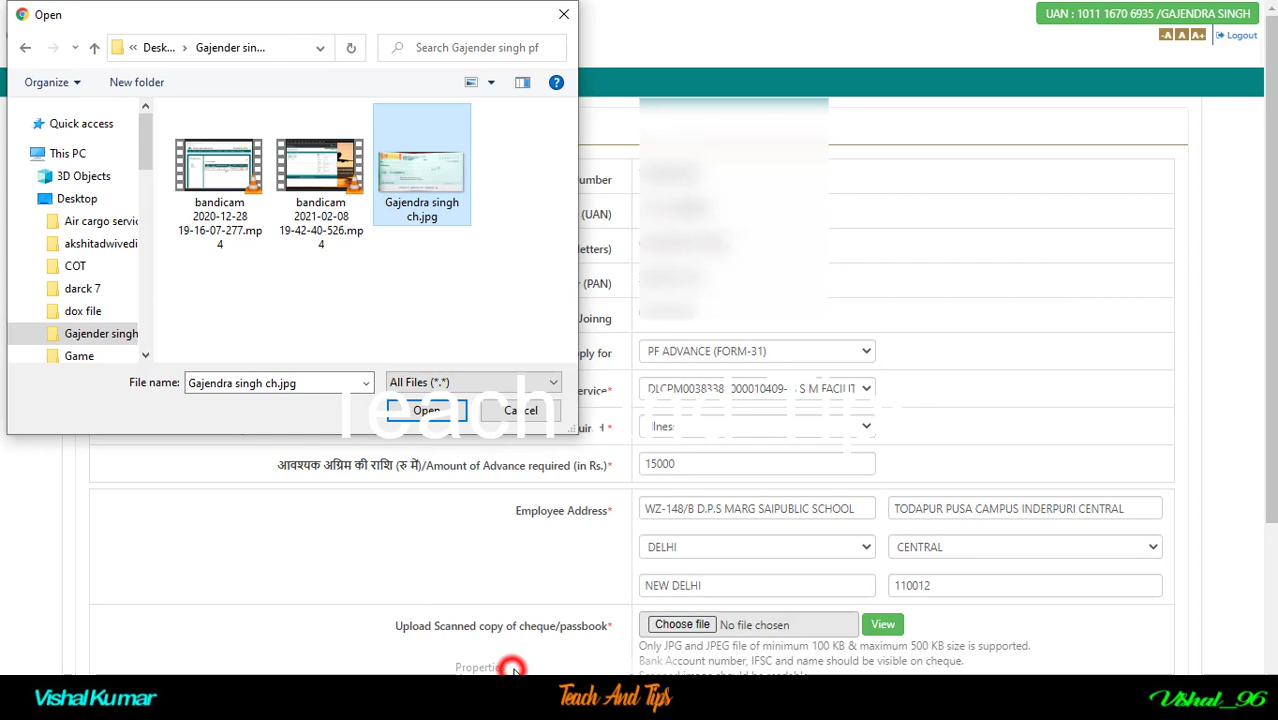 Open
UAN : 1011 1670 6935 /GAJENDRA SINGH
-A A A+ Logout
« Desk... › Gajender sin...
Search Gajender singh pf
Organize
New folder
Quick access
This PC
3D Objects
Desktop
Air cargo servic
akshitadwivedi
COT
darck 7
dox file
Gajender singh
Game
bandicam
2020-12-28
19-16-07-277.mp
4
bandicam
2021-02-08
19-42-40-526.mp
4
Gajendra singh
ch.jpg
File name:
Gajendra singh ch.jpg
All Files (*.*)
Open
Cancel
umber
(UAN)
etters)
r (PAN)
Joinng
ply for
PF ADVANCE (FORM-31)
ervice*
S M FACILIT
आवश्यक अग्रिम की राशि (रु में)/Amount of Advance required (in Rs.)*
15000
Employee Address*
WZ-148/B D.P.S MARG SAIPUBLIC SCHOOL
TODAPUR PUSA CAMPUS INDERPURI CENTRAL
DELHI
CENTRAL
NEW DELHI
110012
Upload Scanned copy of cheque/passbook*
Choose file No file chosen
View
Only JPG and JPEG file of minimum 100 KB & maximum 500 KB size is supported.
Bank Account number, IFSC and name should be visible on cheque.
Vishal Kumar
Teach And Tips
Vishal_96